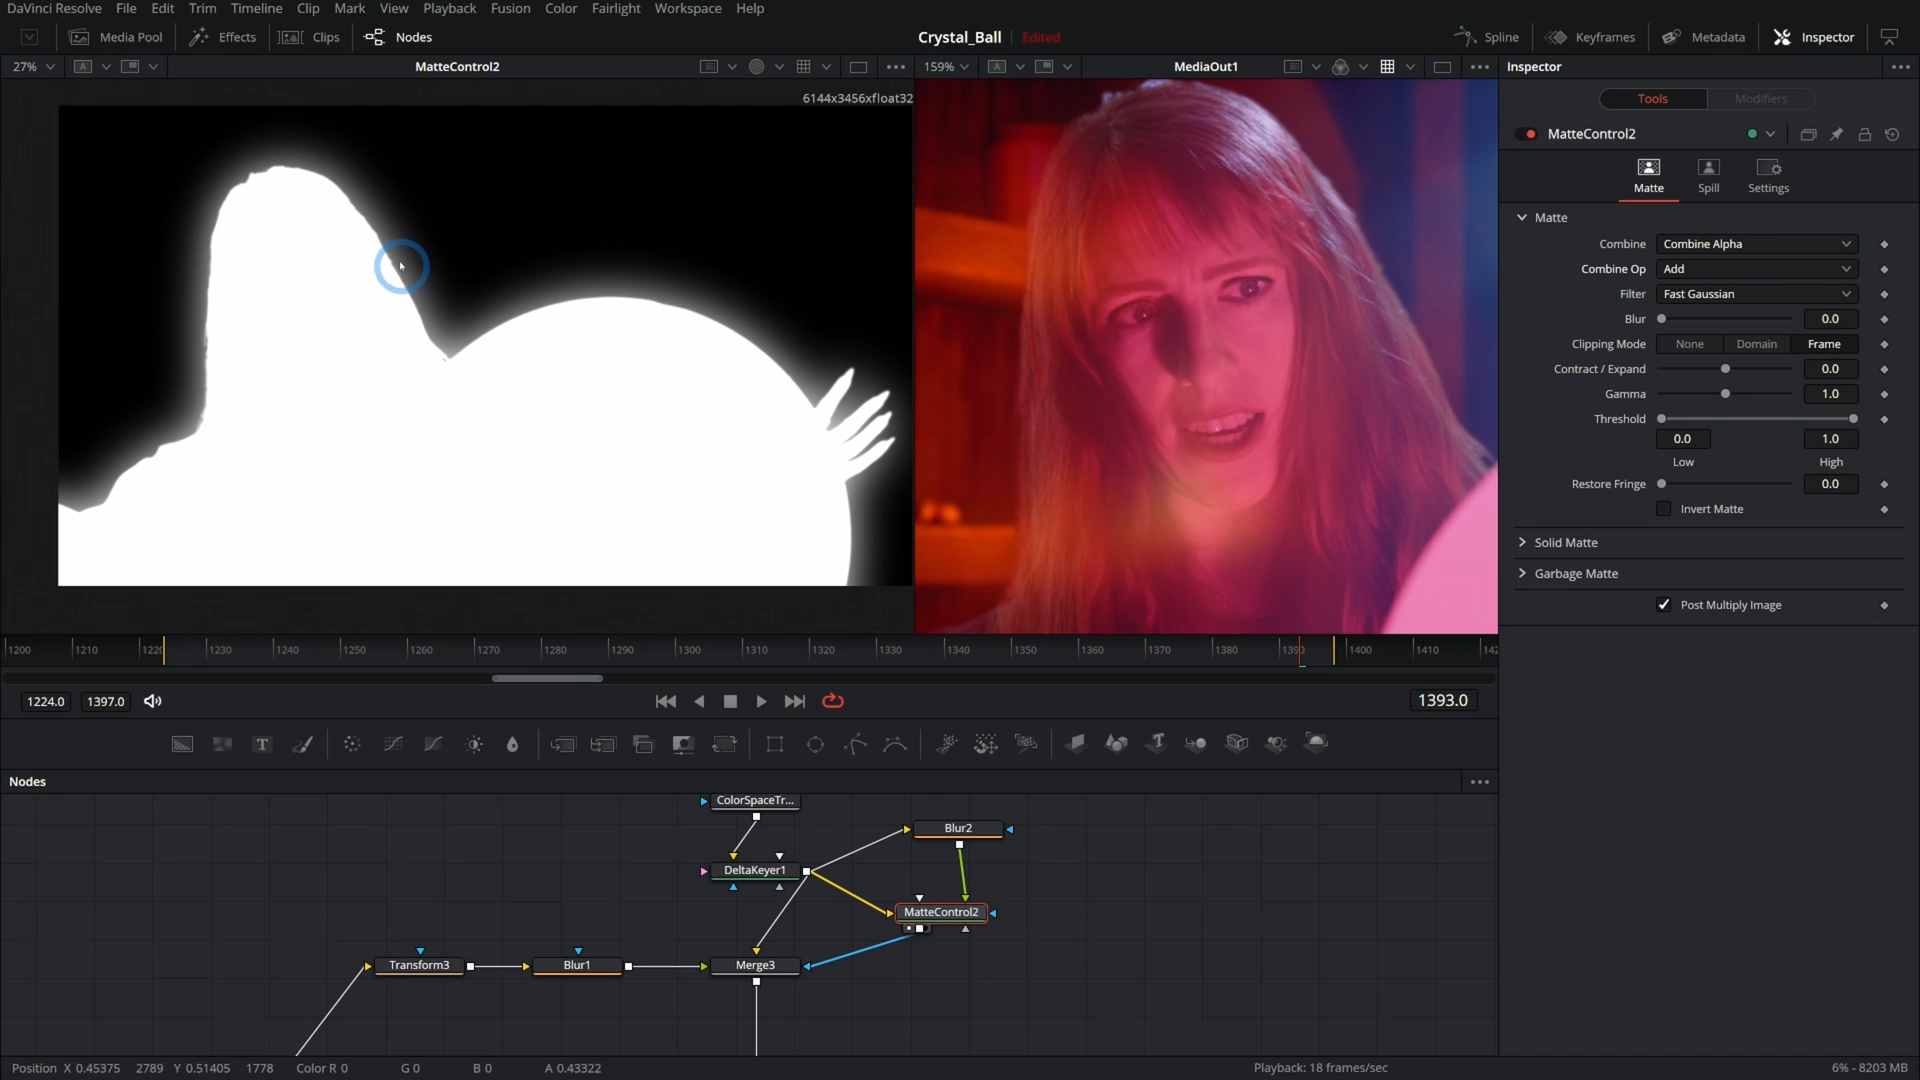 DaVinci Resolve File Edit Trim Timeline Clip Mark View Playback Fusion Color Fairlight Workspace Help
Media Pool Effects Clips Nodes Crystal_Ball Edited Spline Keyframes Metadata Inspector
27% A MatteControl2 159% A MediaOut1 Inspector
6144x3456xfloat32
Tools Modifiers
MatteControl2
Matte Spill Settings
Matte
Combine Combine Alpha
Combine Op Add
Filter Fast Gaussian
Blur 0.0
Clipping Mode None Domain Frame
Contract / Expand 0.0
Gamma 1.0
Threshold
0.0 1.0
Low High
Restore Fringe 0.0
Invert Matte
Solid Matte
Garbage Matte
Post Multiply Image
1200 1210 1220 1230 1240 1250 1260 1270 1280 1290 1300 1310 1320 1330 1340 1350 1360 1370 1380 1390 1400 1410 142
1224.0 1397.0 1393.0
Nodes
ColorSpaceTr...
Blur2
DeltaKeyer1
MatteControl2
Transform3 Blur1 Merge3
Position X 0.45375 2789 Y 0.51405 1778 Color R 0 G 0 B 0 A 0.43322 Playback: 18 frames/sec 6% - 8203 MB